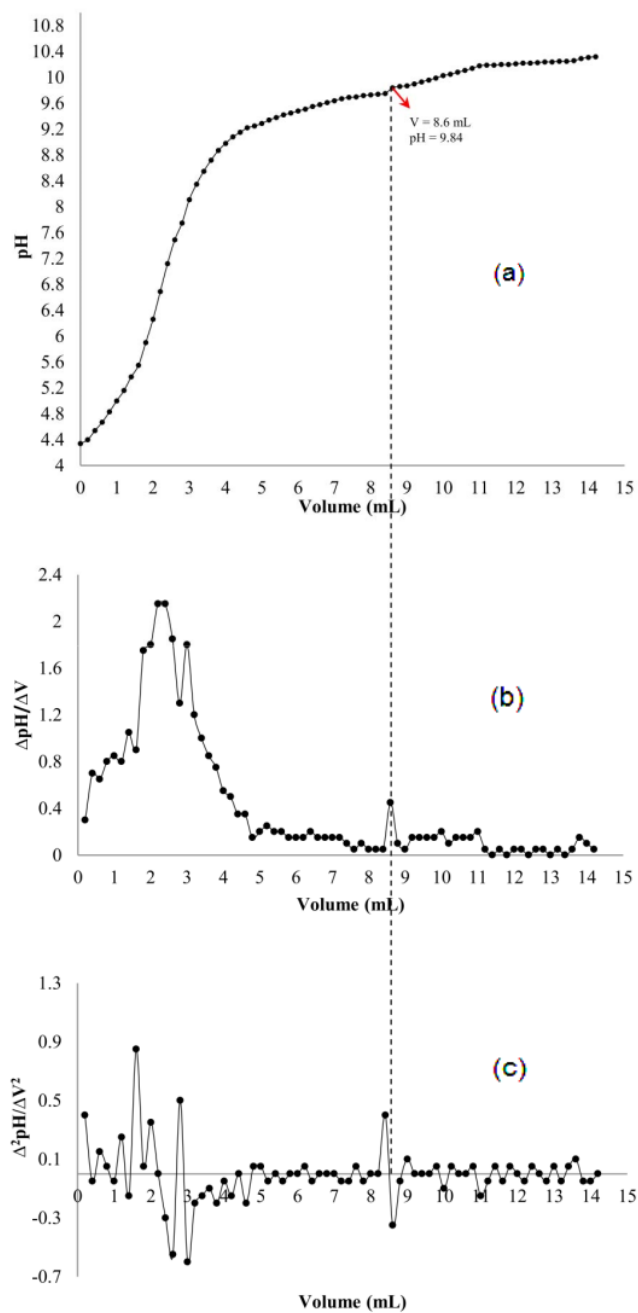 10.8
10.4
10
9.6
9.2
8.8
8.4
8
7.6
7.2
6.8
6.4
6
5.6
5.2
4.8
4.4
4
pH
V = 8.6 mL
pH = 9.84
(a)
0 1 2 3 4 5 6 7 8 9 10 11 12 13 14 15
Volume (mL)
2.4
2
1.6
1.2
0.8
0.4
0
ΔpH/ΔV
(b)
0 1 2 3 4 5 6 7 8 9 10 11 12 13 14 15
Volume (mL)
1.3
0.9
0.5
0.1
-0.3
-0.7
Δ²pH/ΔV²
(c)
0 1 2 3 4 5 6 7 8 9 10 11 12 13 14 15
Volume (mL)